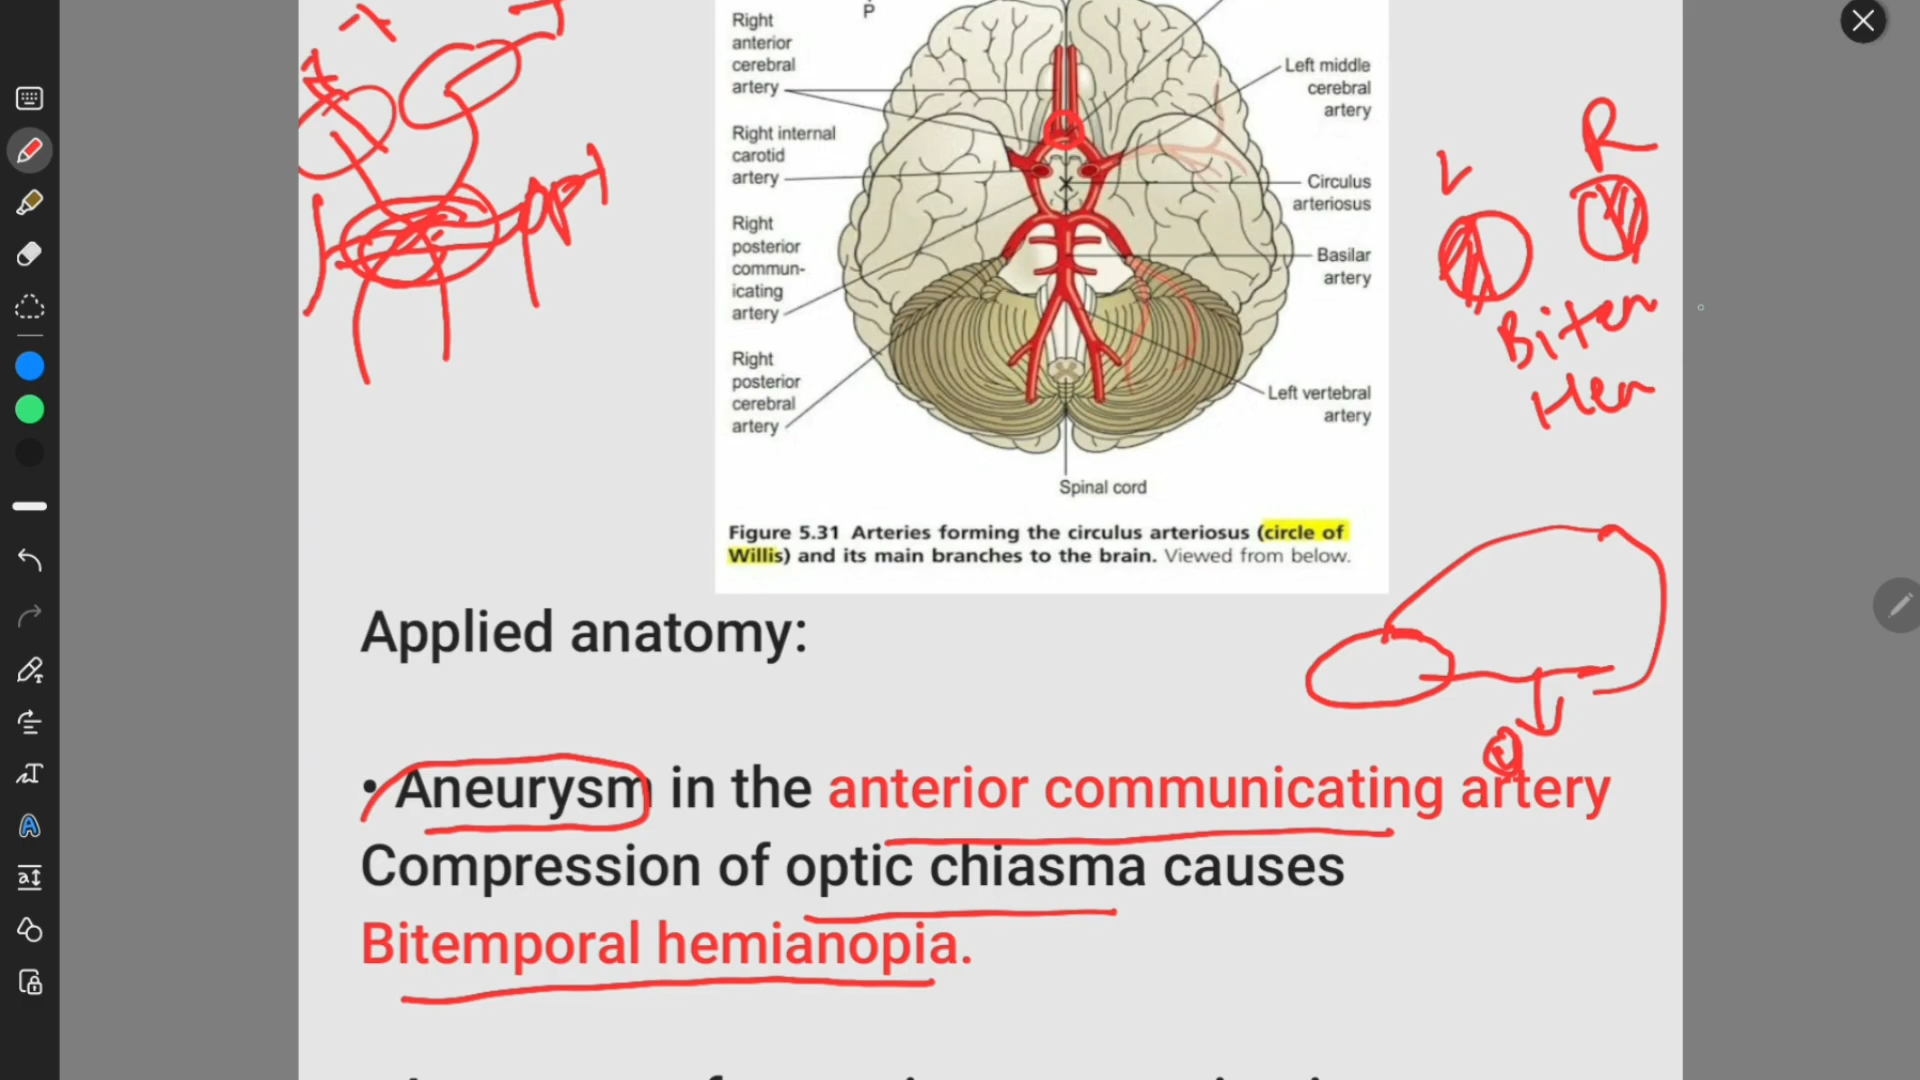 P
Right
anterior
cerebral
artery
Right internal
carotid
artery
Right
posterior
commun-
icating
artery
Right
posterior
cerebral
artery
Left middle
cerebral
artery
Circulus
arteriosus
Basilar
artery
Left vertebral
artery
Spinal cord
L
R
Bitem
Hem
Figure 5.31 Arteries forming the circulus arteriosus (circle of
Willis) and its main branches to the brain. Viewed from below.
Applied anatomy:
• Aneurysm in the anterior communicating artery
Compression of optic chiasma causes
Bitemporal hemianopia.